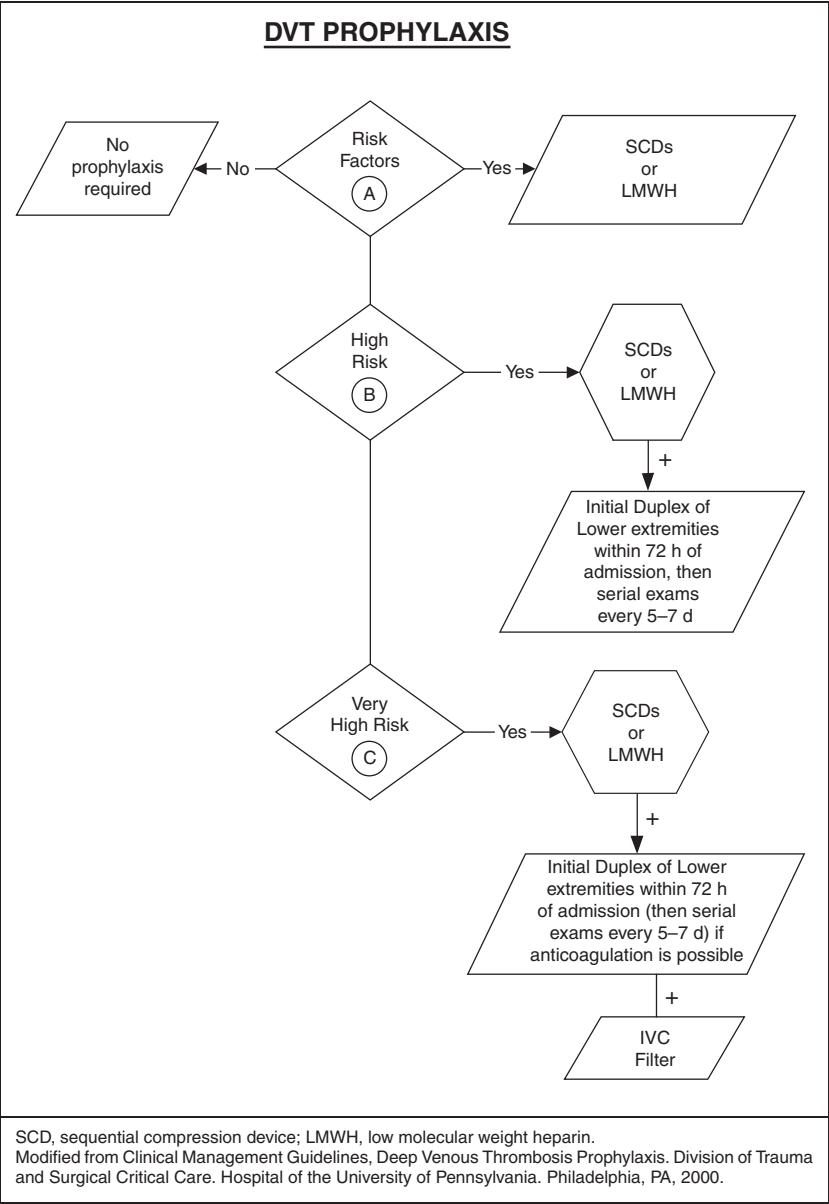 DVT PROPHYLAXIS
No
prophylaxis
required
No
Risk
Factors
A
Yes
SCDs
or
LMWH
High
Risk
B
Yes
SCDs
or
LMWH
+
Initial Duplex of
Lower extremities
within 72 h of
admission, then
serial exams
every 5–7 d
Very
High Risk
C
Yes
SCDs
or
LMWH
+
Initial Duplex of Lower
extremities within 72 h
of admission (then serial
exams every 5–7 d) if
anticoagulation is possible
+
IVC
Filter
SCD, sequential compression device; LMWH, low molecular weight heparin.
Modified from Clinical Management Guidelines, Deep Venous Thrombosis Prophylaxis. Division of Trauma
and Surgical Critical Care. Hospital of the University of Pennsylvania. Philadelphia, PA, 2000.